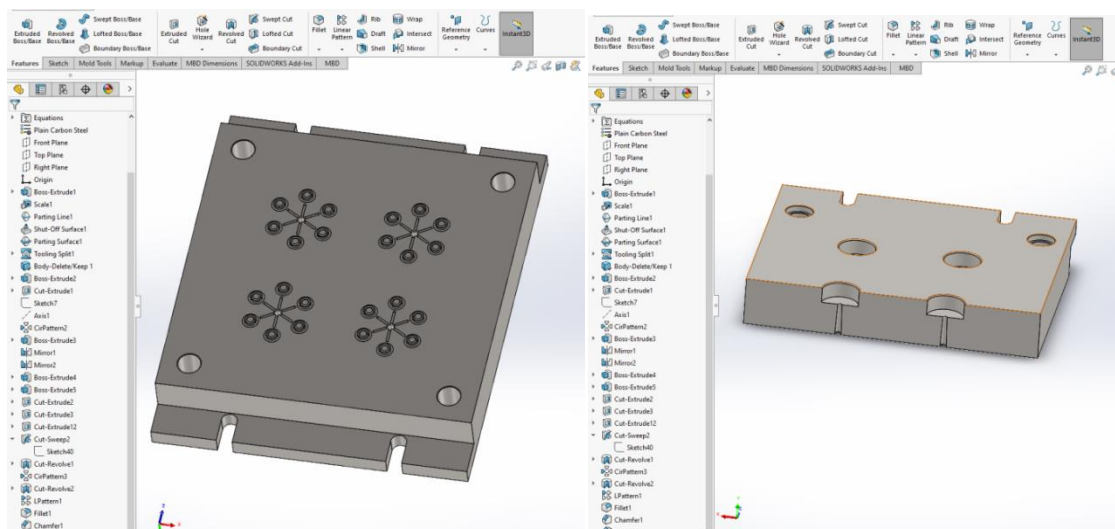 Extruded Boss/Base
Revolved Boss/Base
Swept Boss/Base
Lofted Boss/Base
Boundary Boss/Base
Extruded Cut
Hole Wizard
Revolved Cut
Swept Cut
Lofted Cut
Boundary Cut
Fillet
Linear Pattern
Rib
Draft
Shell
Wrap
Intersect
Mirror
Reference Geometry
Curves
Instant3D
Features Sketch Mold Tools Markup Evaluate MBD Dimensions SOLIDWORKS Add-Ins MBD
Equations
Plain Carbon Steel
Front Plane
Top Plane
Right Plane
Origin
Boss-Extrude1
Scale1
Parting Line1
Shut-Off Surface1
Parting Surface1
Tooling Split1
Body-Delete/Keep 1
Boss-Extrude2
Cut-Extrude1
Sketch7
Axis1
CirPattern2
Boss-Extrude3
Mirror1
Mirror2
Boss-Extrude4
Boss-Extrude5
Cut-Extrude2
Cut-Extrude3
Cut-Extrude12
Cut-Sweep2
Sketch40
Cut-Revolve1
CirPattern3
Cut-Revolve2
LPattern1
Fillet1
Chamfer1
Extruded Boss/Base
Revolved Boss/Base
Swept Boss/Base
Lofted Boss/Base
Boundary Boss/Base
Extruded Cut
Hole Wizard
Revolved Cut
Swept Cut
Lofted Cut
Boundary Cut
Fillet
Linear Pattern
Rib
Draft
Shell
Wrap
Intersect
Mirror
Reference Geometry
Curves
Instant3D
Features Sketch Mold Tools Markup Evaluate MBD Dimensions SOLIDWORKS Add-Ins MBD
Equations
Plain Carbon Steel
Front Plane
Top Plane
Right Plane
Origin
Boss-Extrude1
Scale1
Parting Line1
Shut-Off Surface1
Parting Surface1
Tooling Split1
Body-Delete/Keep 1
Boss-Extrude2
Cut-Extrude1
Sketch7
Axis1
CirPattern2
Boss-Extrude3
Mirror1
Mirror2
Boss-Extrude4
Boss-Extrude5
Cut-Extrude2
Cut-Extrude3
Cut-Extrude12
Cut-Sweep2
Sketch40
Cut-Revolve1
CirPattern3
Cut-Revolve2
LPattern1
Fillet1
Chamfer1